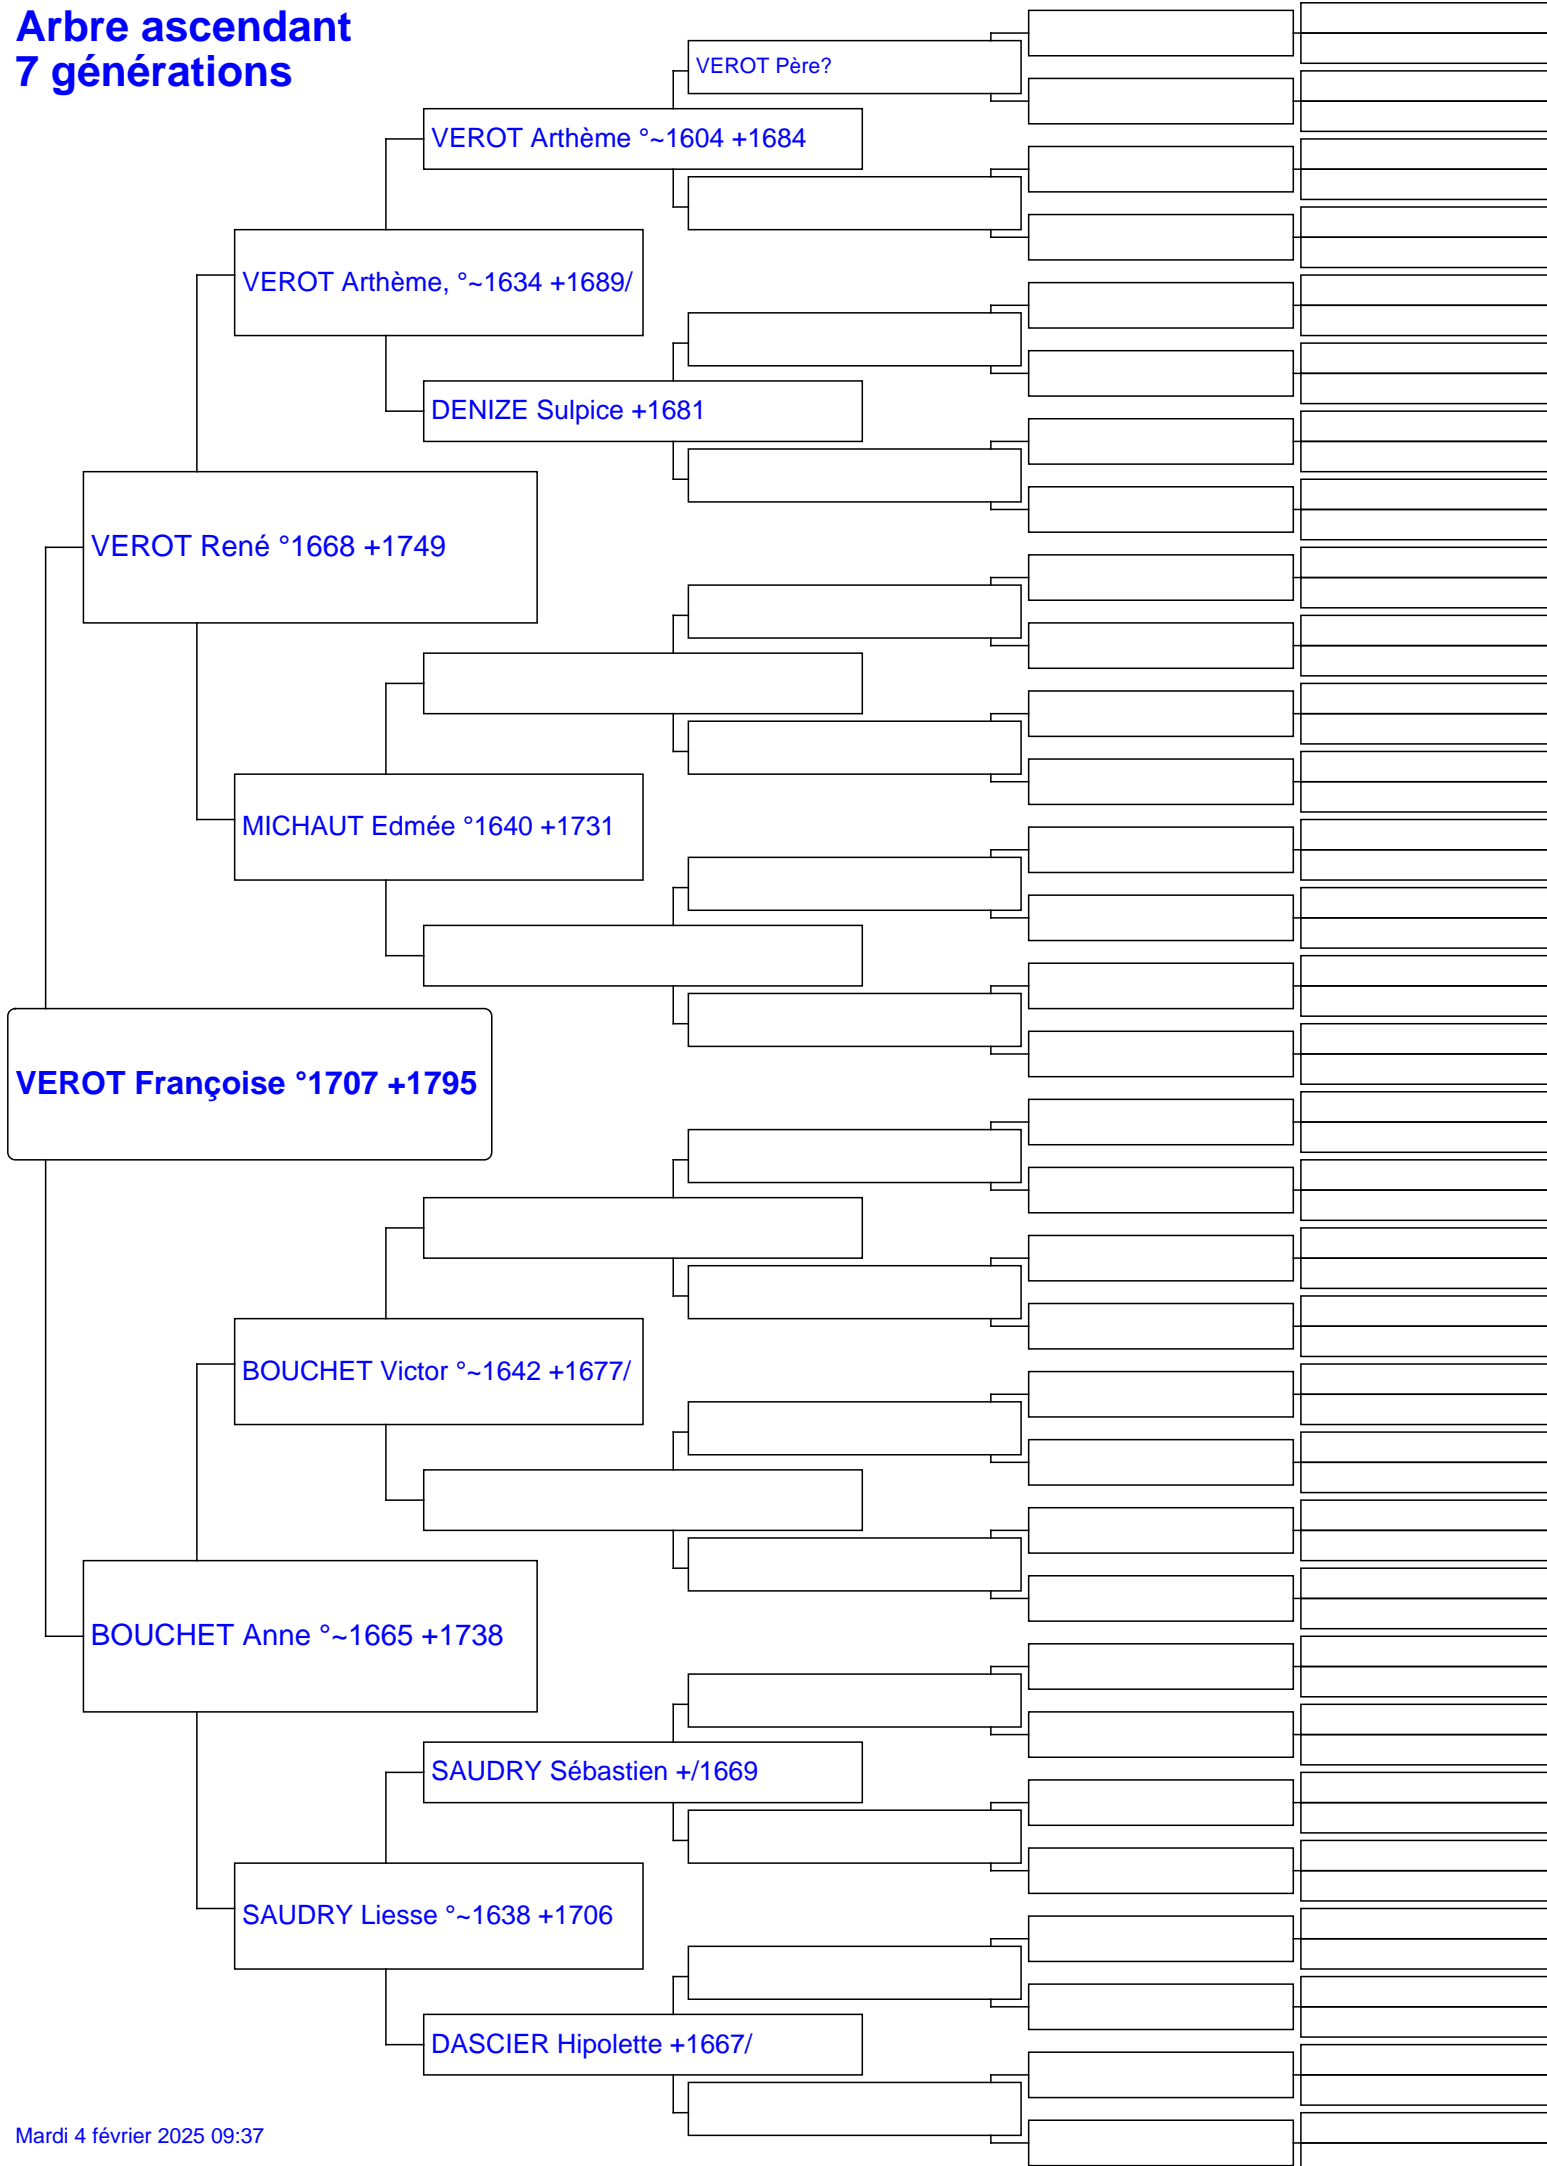 Arbre ascendant
7 générations
VEROT Père?
VEROT Arthème °~1604 +1684
VEROT Arthème, °~1634 +1689/
DENIZE Sulpice +1681
VEROT René °1668 +1749
MICHAUT Edmée °1640 +1731
VEROT Françoise °1707 +1795
BOUCHET Victor °~1642 +1677/
BOUCHET Anne °~1665 +1738
SAUDRY Sébastien +/1669
SAUDRY Liesse °~1638 +1706
DASCIER Hipolette +1667/
Mardi 4 février 2025 09:37